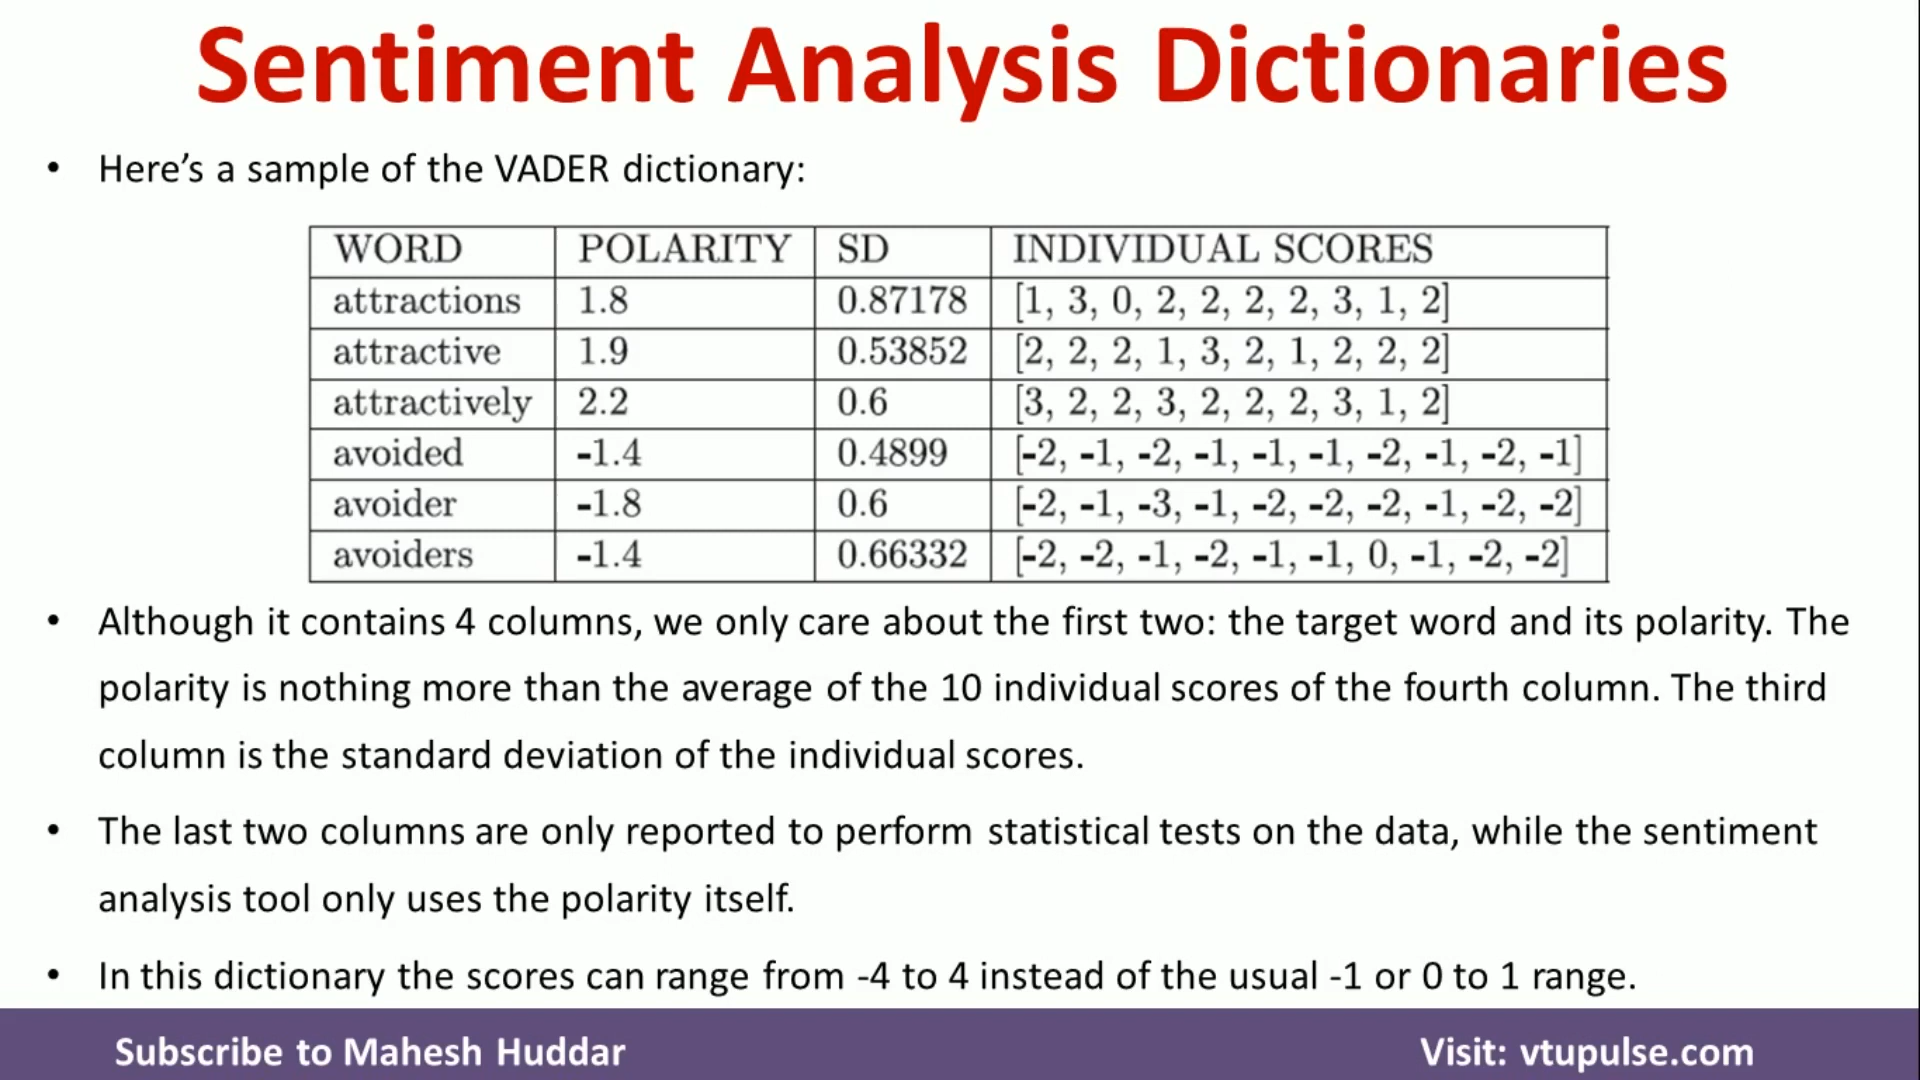 Sentiment Analysis Dictionaries
• Here’s a sample of the VADER dictionary:
WORD POLARITY SD INDIVIDUAL SCORES
attractions 1.8 0.87178 [1, 3, 0, 2, 2, 2, 2, 3, 1, 2]
attractive 1.9 0.53852 [2, 2, 2, 1, 3, 2, 1, 2, 2, 2]
attractively 2.2 0.6 [3, 2, 2, 3, 2, 2, 2, 3, 1, 2]
avoided -1.4 0.4899 [-2, -1, -2, -1, -1, -1, -2, -1, -2, -1]
avoider -1.8 0.6 [-2, -1, -3, -1, -2, -2, -2, -1, -2, -2]
avoiders -1.4 0.66332 [-2, -2, -1, -2, -1, -1, 0, -1, -2, -2]
• Although it contains 4 columns, we only care about the first two: the target word and its polarity. The
polarity is nothing more than the average of the 10 individual scores of the fourth column. The third
column is the standard deviation of the individual scores.
• The last two columns are only reported to perform statistical tests on the data, while the sentiment
analysis tool only uses the polarity itself.
• In this dictionary the scores can range from -4 to 4 instead of the usual -1 or 0 to 1 range.
Subscribe to Mahesh Huddar Visit: vtupulse.com